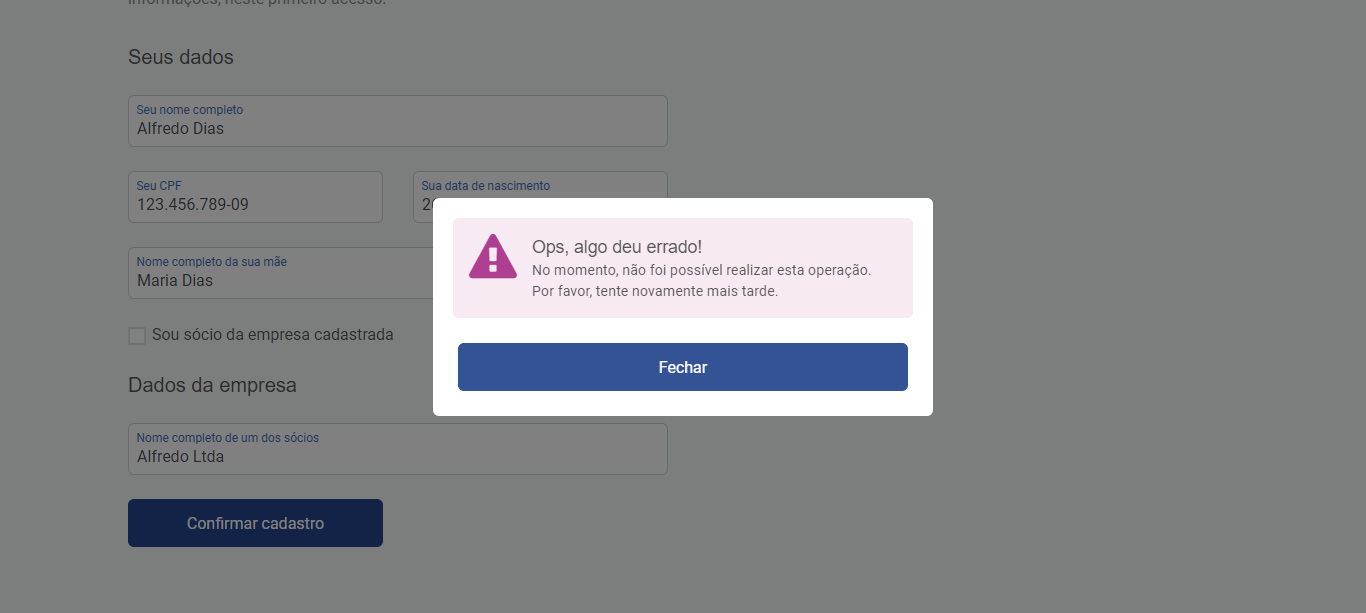 informações, neste primeiro acesso.
Seus dados
Seu nome completo
Alfredo Dias
Seu CPF
123.456.789-09
Sua data de nascimento
2
Nome completo da sua mãe
Maria Dias
Sou sócio da empresa cadastrada
Dados da empresa
Nome completo de um dos sócios
Alfredo Ltda
Confirmar cadastro
Ops, algo deu errado!
No momento, não foi possível realizar esta operação.
Por favor, tente novamente mais tarde.
Fechar